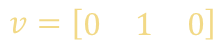 v = [0 1 0]